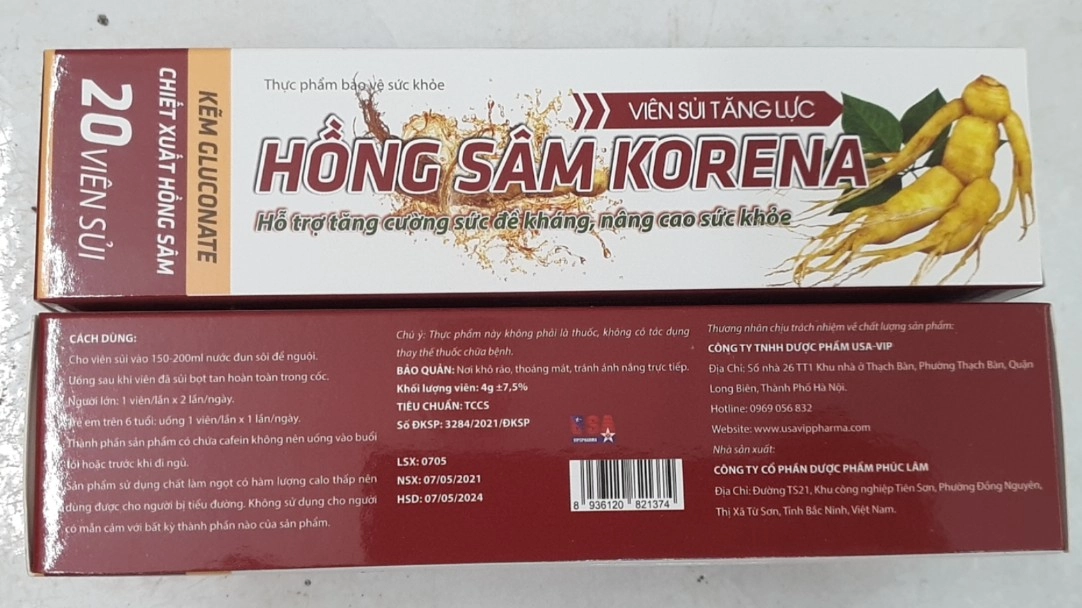 20 VIÊN SỦI
CHIẾT XUẤT HỒNG SÂM
KẼM GLUCONATE
Thực phẩm bảo vệ sức khỏe
VIÊN SỦI TĂNG LỰC
HỒNG SÂM KORENA
Hỗ trợ tăng cường sức đề kháng, nâng cao sức khỏe
CÁCH DÙNG:
Cho viên sủi vào 150-200ml nước đun sôi để nguội.
Uống sau khi viên đã sủi bọt tan hoàn toàn trong cốc.
Người lớn: 1 viên/lần x 2 lần/ngày.
Trẻ em trên 6 tuổi: uống 1 viên/lần x 1 lần/ngày.
Thành phần sản phẩm có chứa cafein không nên uống vào buổi
tối hoặc trước khi đi ngủ.
Sản phẩm sử dụng chất làm ngọt có hàm lượng calo thấp nên
dùng được cho người bị tiểu đường. Không sử dụng cho người
có mẫn cảm với bất kỳ thành phần nào của sản phẩm.
Chú ý: Thực phẩm này không phải là thuốc, không có tác dụng
thay thế thuốc chữa bệnh.
BẢO QUẢN: Nơi khô ráo, thoáng mát, tránh ánh nắng trực tiếp.
Khối lượng viên: 4g ±7,5%
TIÊU CHUẨN: TCCS
Số ĐKSP: 3284/2021/ĐKSP
LSX: 0705
NSX: 07/05/2021
HSD: 07/05/2024
USA
8 936120 821374
Thương nhân chịu trách nhiệm về chất lượng sản phẩm:
CÔNG TY TNHH DƯỢC PHẨM USA-VIP
Địa Chỉ: Số nhà 26 TT1 Khu nhà ở Thạch Bàn, Phường Thạch Bàn, Quận
Long Biên, Thành Phố Hà Nội.
Hotline: 0969 056 832
Website: www.usavippharma.com
Nhà sản xuất:
CÔNG TY CỔ PHẦN DƯỢC PHẨM PHÚC LÂM
Địa Chỉ: Đường TS21, Khu công nghiệp Tiên Sơn, Phường Đồng Nguyên,
Thị Xã Từ Sơn, Tỉnh Bắc Ninh, Việt Nam.